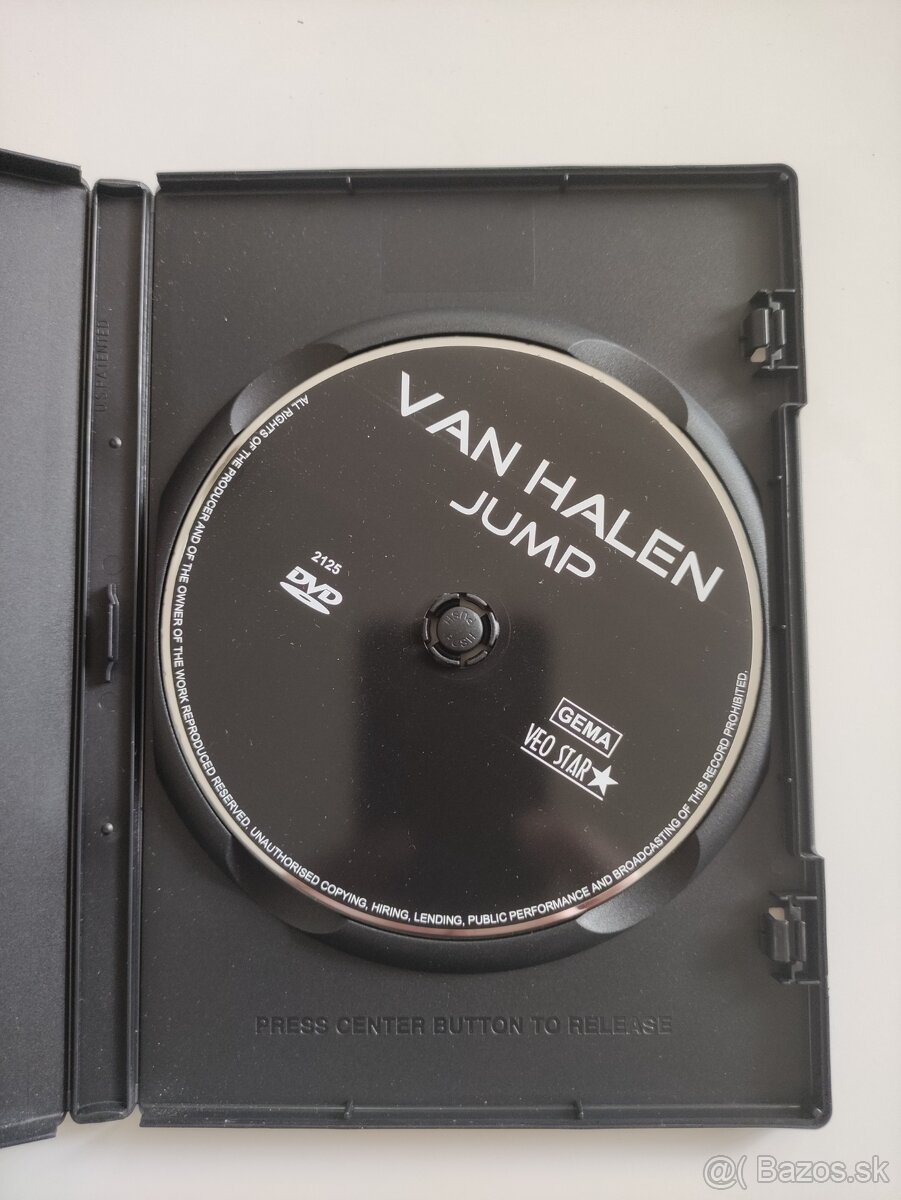 U.S. PATENTED
VAN HALEN
JUMP
2125
DVD
GEMA
VEO STAR
ALL RIGHTS OF THE PRODUCER AND OF THE OWNER OF THE WORK REPRODUCED RESERVED. UNAUTHORISED COPYING, HIRING, LENDING, PUBLIC PERFORMANCE AND BROADCASTING OF THIS RECORD PROHIBITED.
PRESS CENTER BUTTON TO RELEASE
@( Bazos.sk